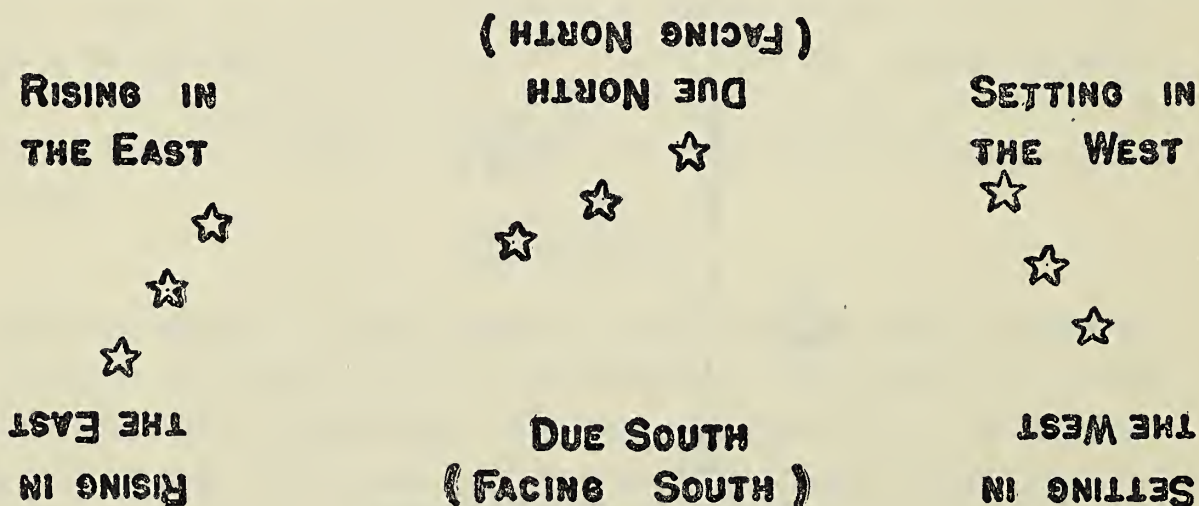 (FACING NORTH)
DUE NORTH
RISING IN
THE EAST
SETTING IN
THE WEST
THE EAST
RISING IN
DUE SOUTH
(FACING SOUTH)
THE WEST
SETTING IN